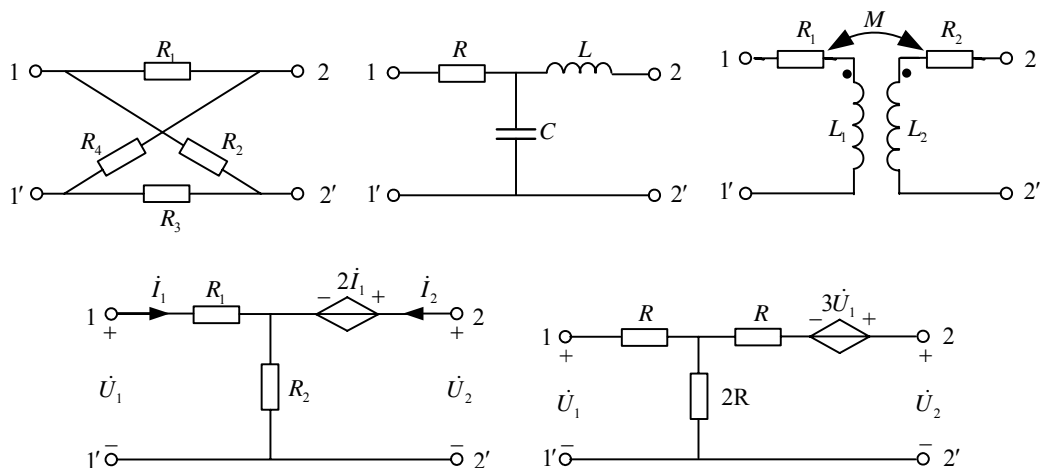 1 R₁ 2
R₄ R₂
1' R₃ 2'
1 R L 2
C
1' 2'
M
1 R₁ R₂ 2
L₁ L₂
1' 2'
1 İ₁ R₁ − 2İ₁ + İ₂ 2
+ +
U̇₁ R₂ U̇₂
1' − − 2'
1 R R − 3U̇₁ + 2
+ +
U̇₁ 2R U̇₂
1' − − 2'